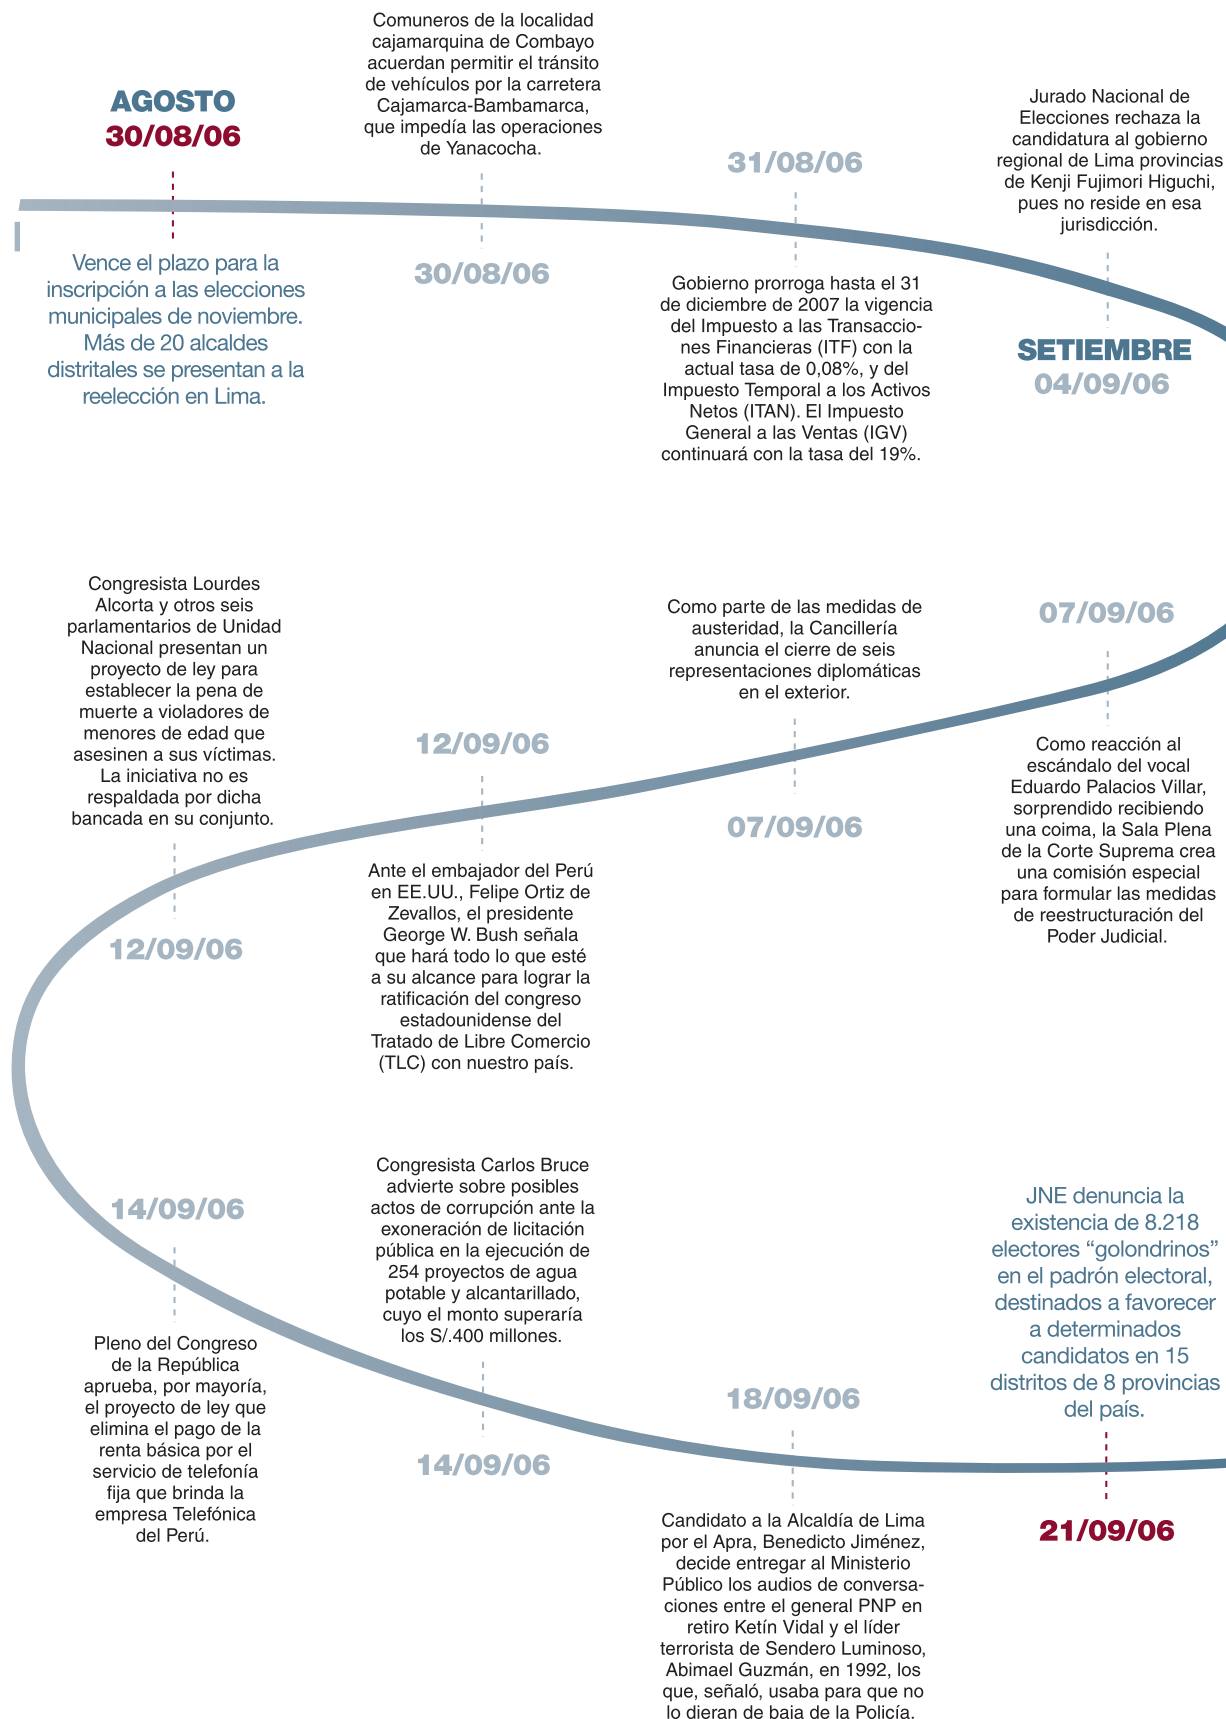 AGOSTO
30/08/06
Vence el plazo para la
inscripción a las elecciones
municipales de noviembre.
Más de 20 alcaldes
distritales se presentan a la
reelección en Lima.
Comuneros de la localidad
cajamarquina de Combayo
acuerdan permitir el tránsito
de vehículos por la carretera
Cajamarca-Bambamarca,
que impedía las operaciones
de Yanacocha.
30/08/06
31/08/06
Gobierno prorroga hasta el 31
de diciembre de 2007 la vigencia
del Impuesto a las Transaccio-
nes Financieras (ITF) con la
actual tasa de 0,08%, y del
Impuesto Temporal a los Activos
Netos (ITAN). El Impuesto
General a las Ventas (IGV)
continuará con la tasa del 19%.
Jurado Nacional de
Elecciones rechaza la
candidatura al gobierno
regional de Lima provincias
de Kenji Fujimori Higuchi,
pues no reside en esa
jurisdicción.
SETIEMBRE
04/09/06
07/09/06
Como reacción al
escándalo del vocal
Eduardo Palacios Villar,
sorprendido recibiendo
una coima, la Sala Plena
de la Corte Suprema crea
una comisión especial
para formular las medidas
de reestructuración del
Poder Judicial.
Como parte de las medidas de
austeridad, la Cancillería
anuncia el cierre de seis
representaciones diplomáticas
en el exterior.
07/09/06
12/09/06
Ante el embajador del Perú
en EE.UU., Felipe Ortiz de
Zevallos, el presidente
George W. Bush señala
que hará todo lo que esté
a su alcance para lograr la
ratificación del congreso
estadounidense del
Tratado de Libre Comercio
(TLC) con nuestro país.
Congresista Lourdes
Alcorta y otros seis
parlamentarios de Unidad
Nacional presentan un
proyecto de ley para
establecer la pena de
muerte a violadores de
menores de edad que
asesinen a sus víctimas.
La iniciativa no es
respaldada por dicha
bancada en su conjunto.
12/09/06
14/09/06
Pleno del Congreso
de la República
aprueba, por mayoría,
el proyecto de ley que
elimina el pago de la
renta básica por el
servicio de telefonía
fija que brinda la
empresa Telefónica
del Perú.
Congresista Carlos Bruce
advierte sobre posibles
actos de corrupción ante la
exoneración de licitación
pública en la ejecución de
254 proyectos de agua
potable y alcantarillado,
cuyo el monto superaría
los S/.400 millones.
14/09/06
18/09/06
Candidato a la Alcaldía de Lima
por el Apra, Benedicto Jiménez,
decide entregar al Ministerio
Público los audios de conversa-
ciones entre el general PNP en
retiro Ketín Vidal y el líder
terrorista de Sendero Luminoso,
Abimael Guzmán, en 1992, los
que, señaló, usaba para que no
lo dieran de baja de la Policía.
JNE denuncia la
existencia de 8.218
electores “golondrinos”
en el padrón electoral,
destinados a favorecer
a determinados
candidatos en 15
distritos de 8 provincias
del país.
21/09/06